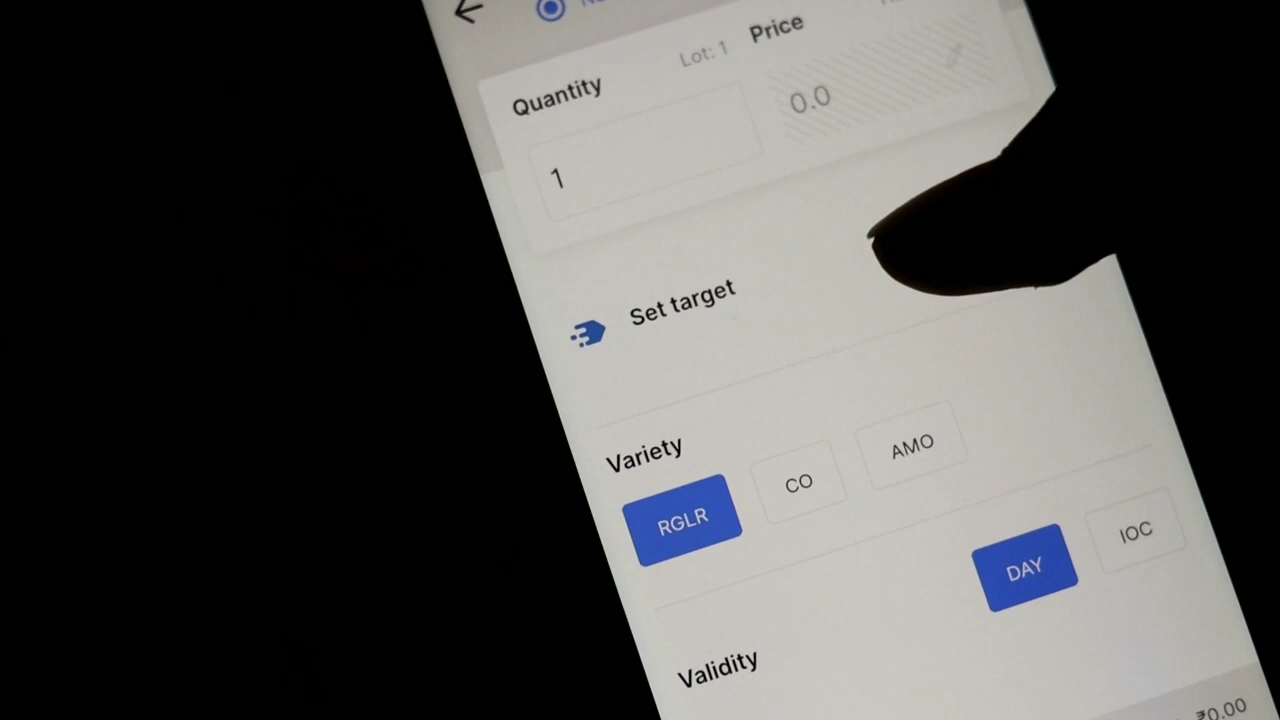 Quantity Lot: 1 Price
1 0.0
Set target
Variety
RGLR CO AMO
DAY IOC
Validity
₹0.00